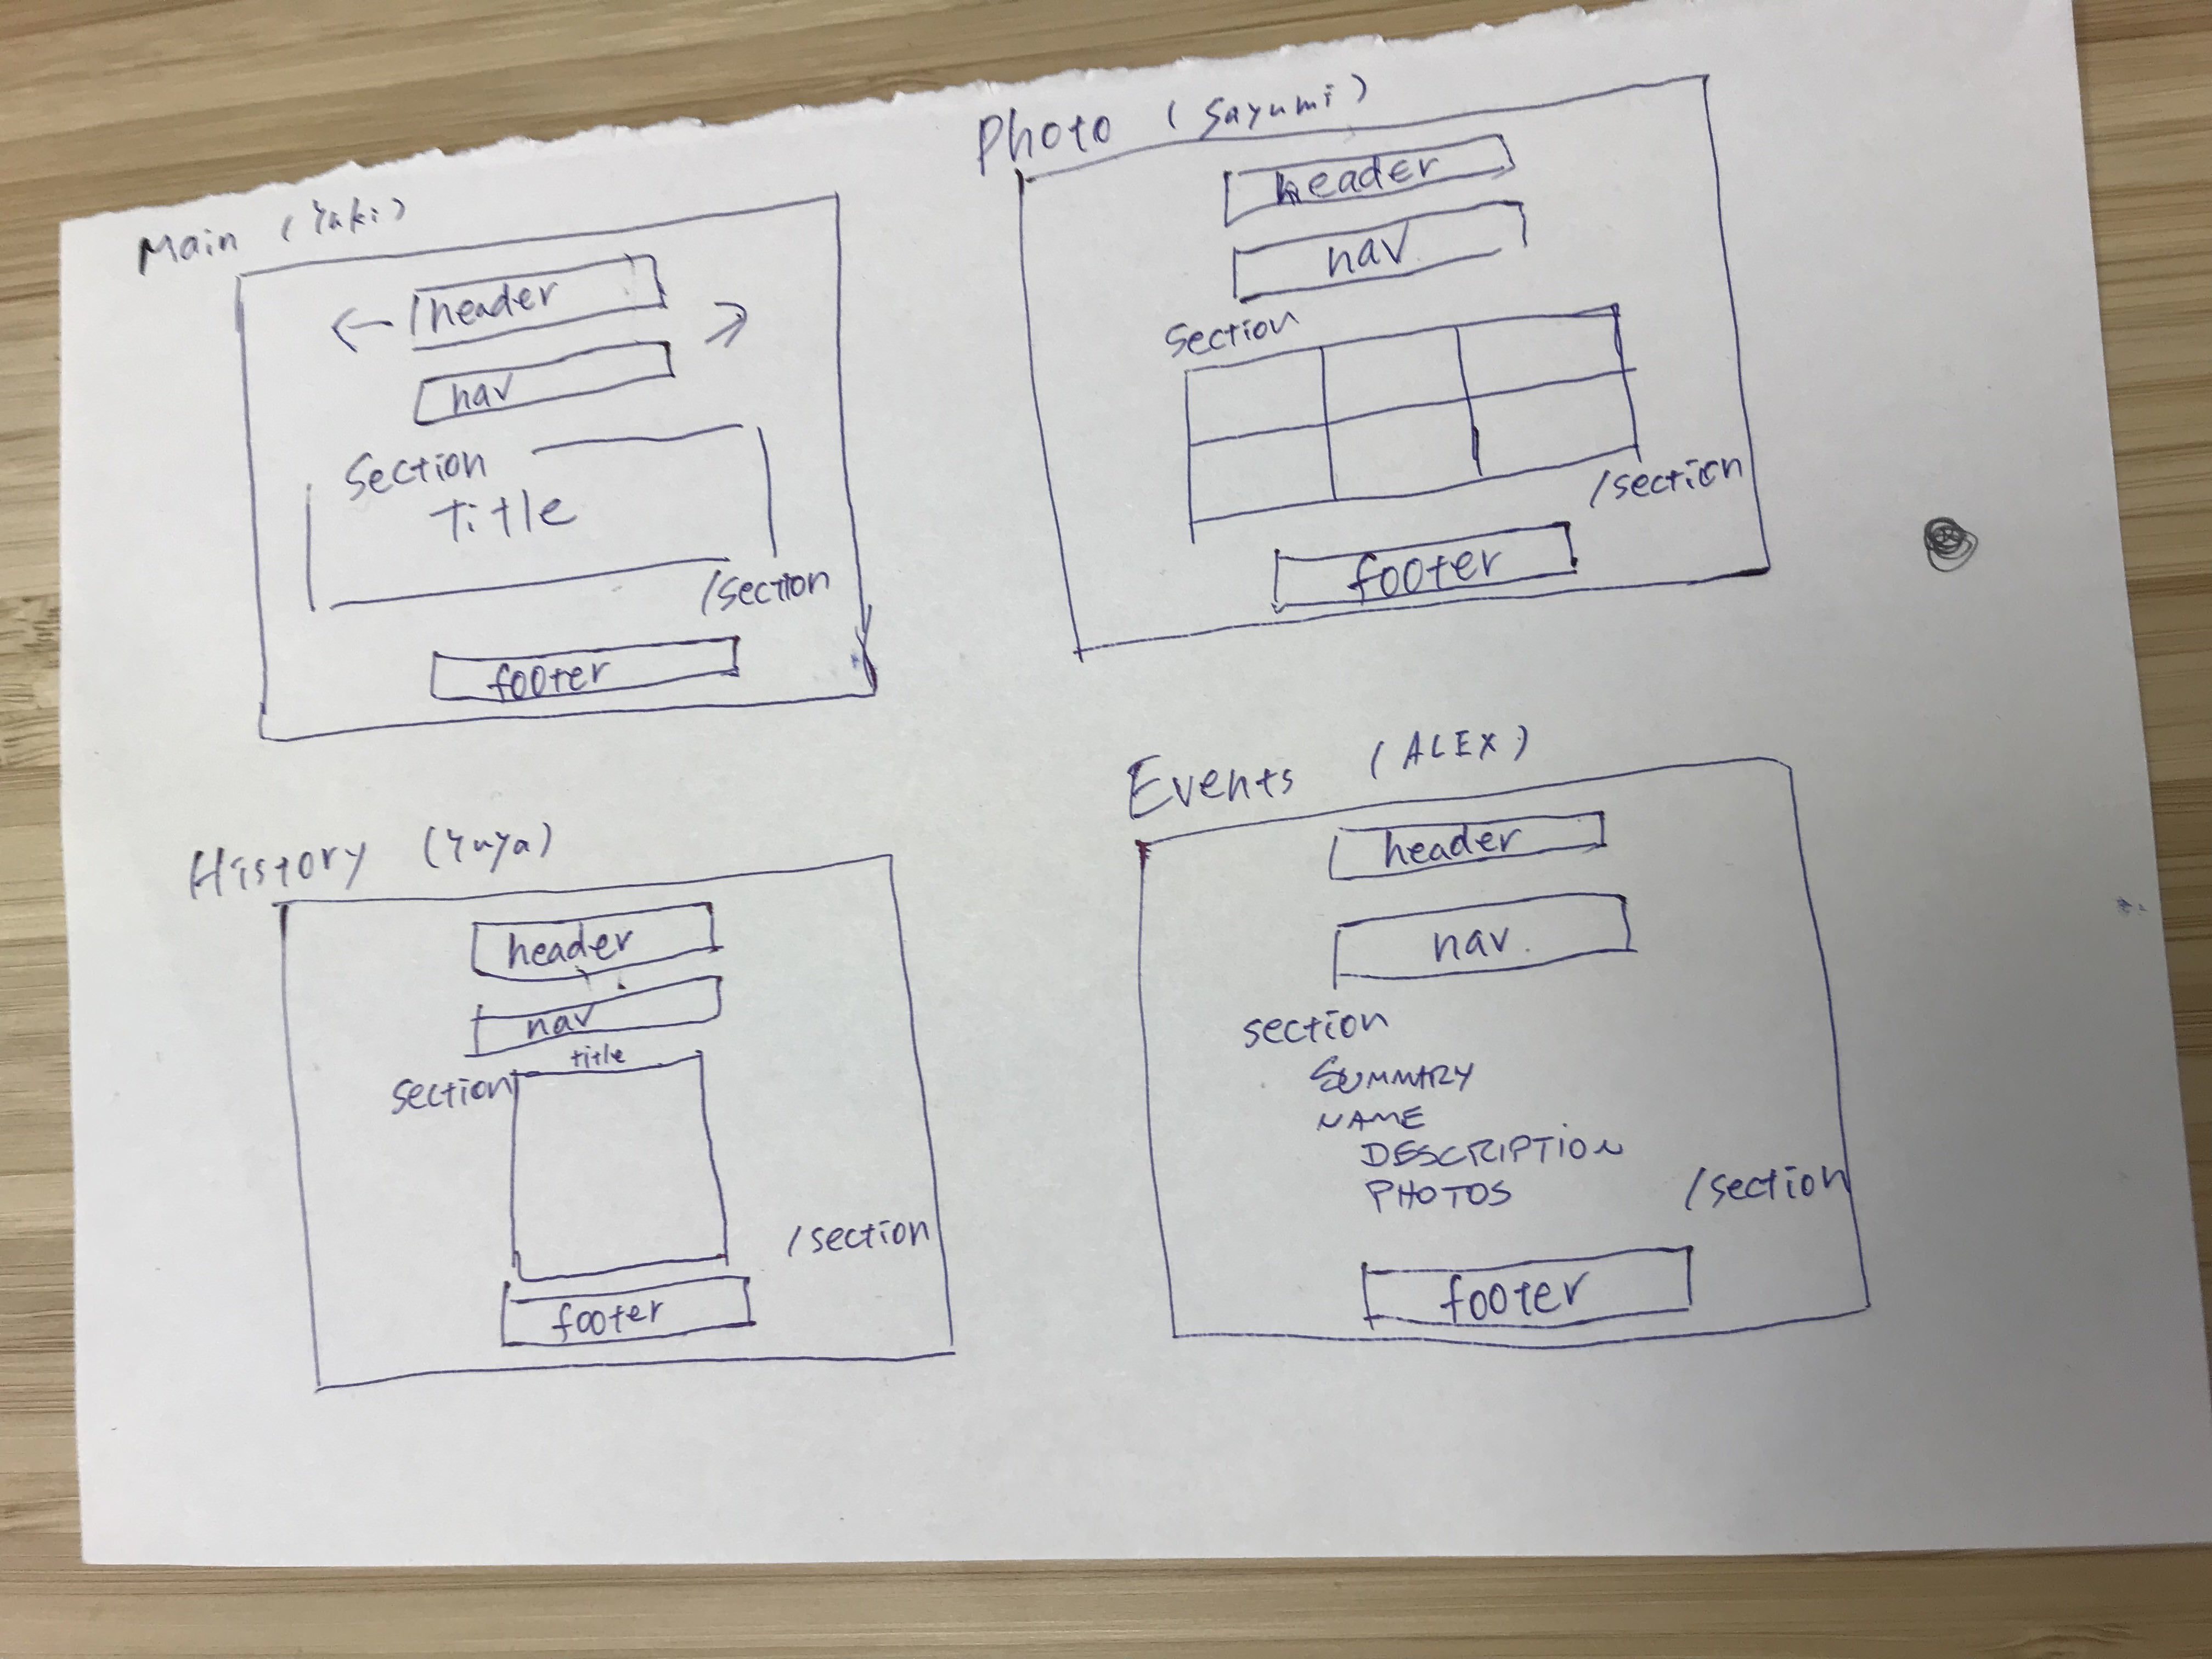 Main (Yuki)
header
nav
Section
title
/section
footer
Photo (Sayumi)
header
nav
Section
/section
footer
History (Yuya)
header
nav
title
section
/section
footer
Events (ALEX)
header
nav
section
SUMMARY
NAME
DESCRIPTION
PHOTOS
/section
footer